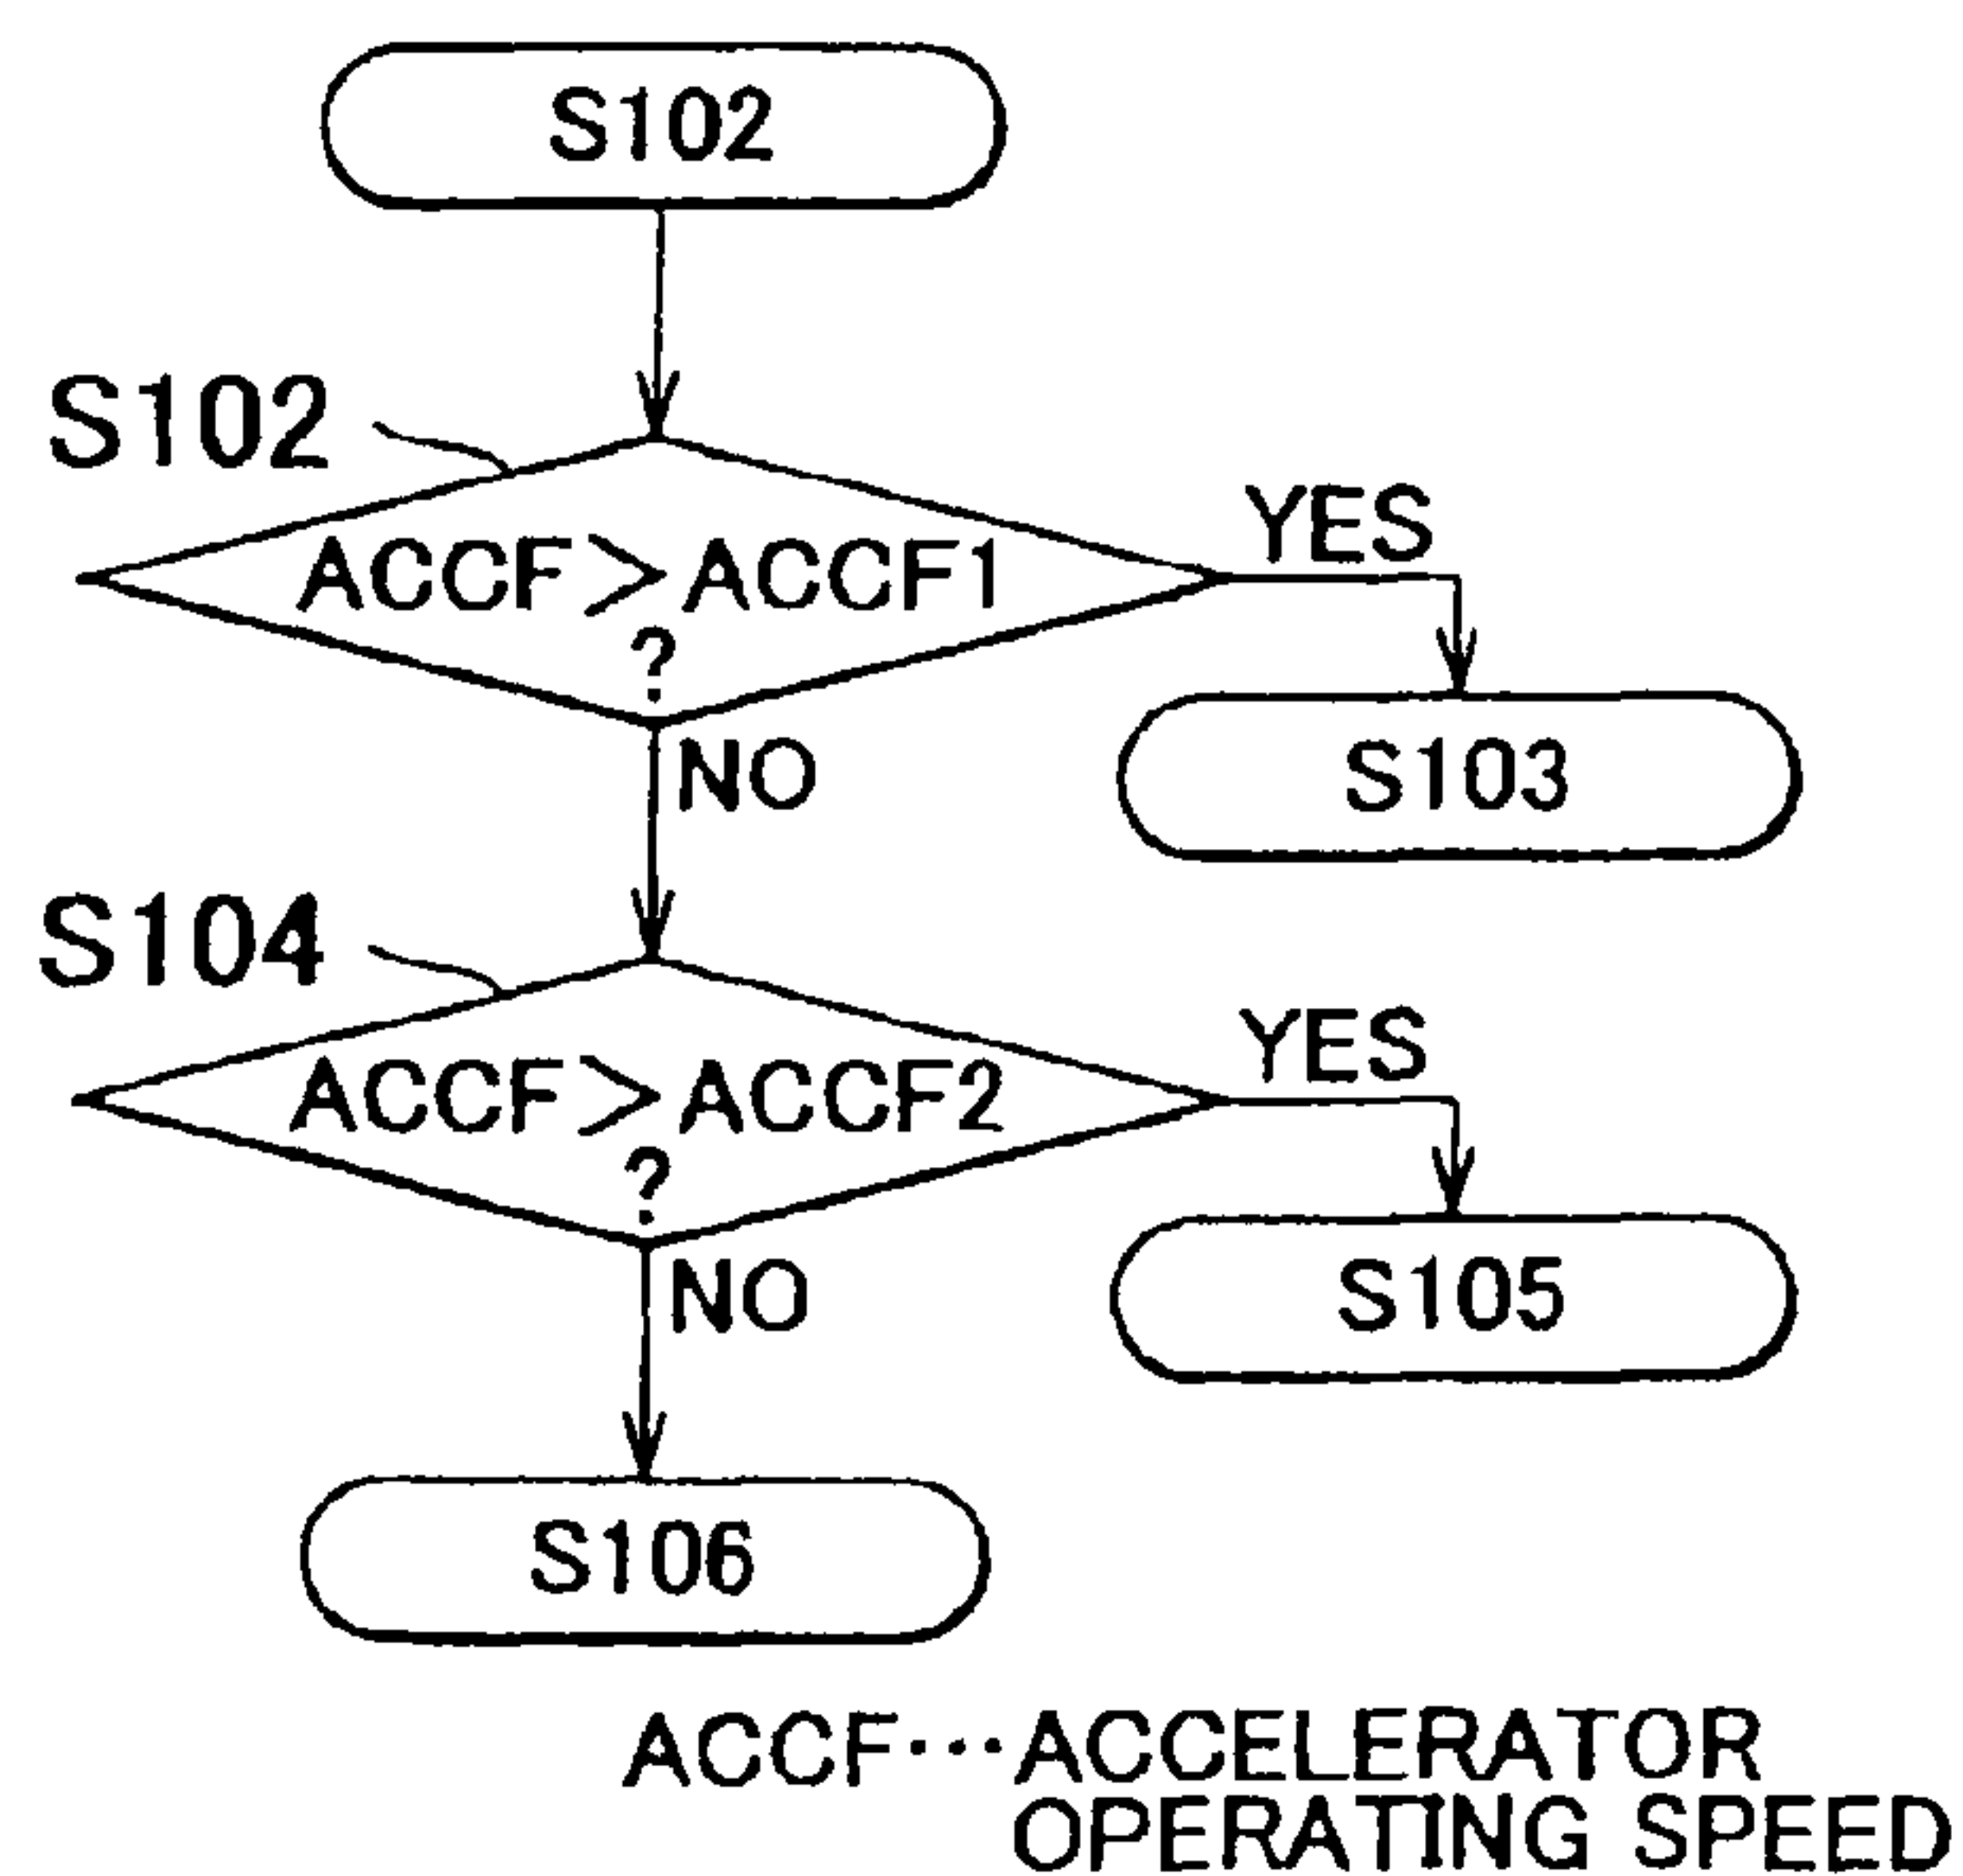 S102
S102
ACCF>ACCF1
?
YES
NO
S103
S104
ACCF>ACCF2
?
YES
NO
S105
S106
ACCF···ACCELERATOR
OPERATING SPEED